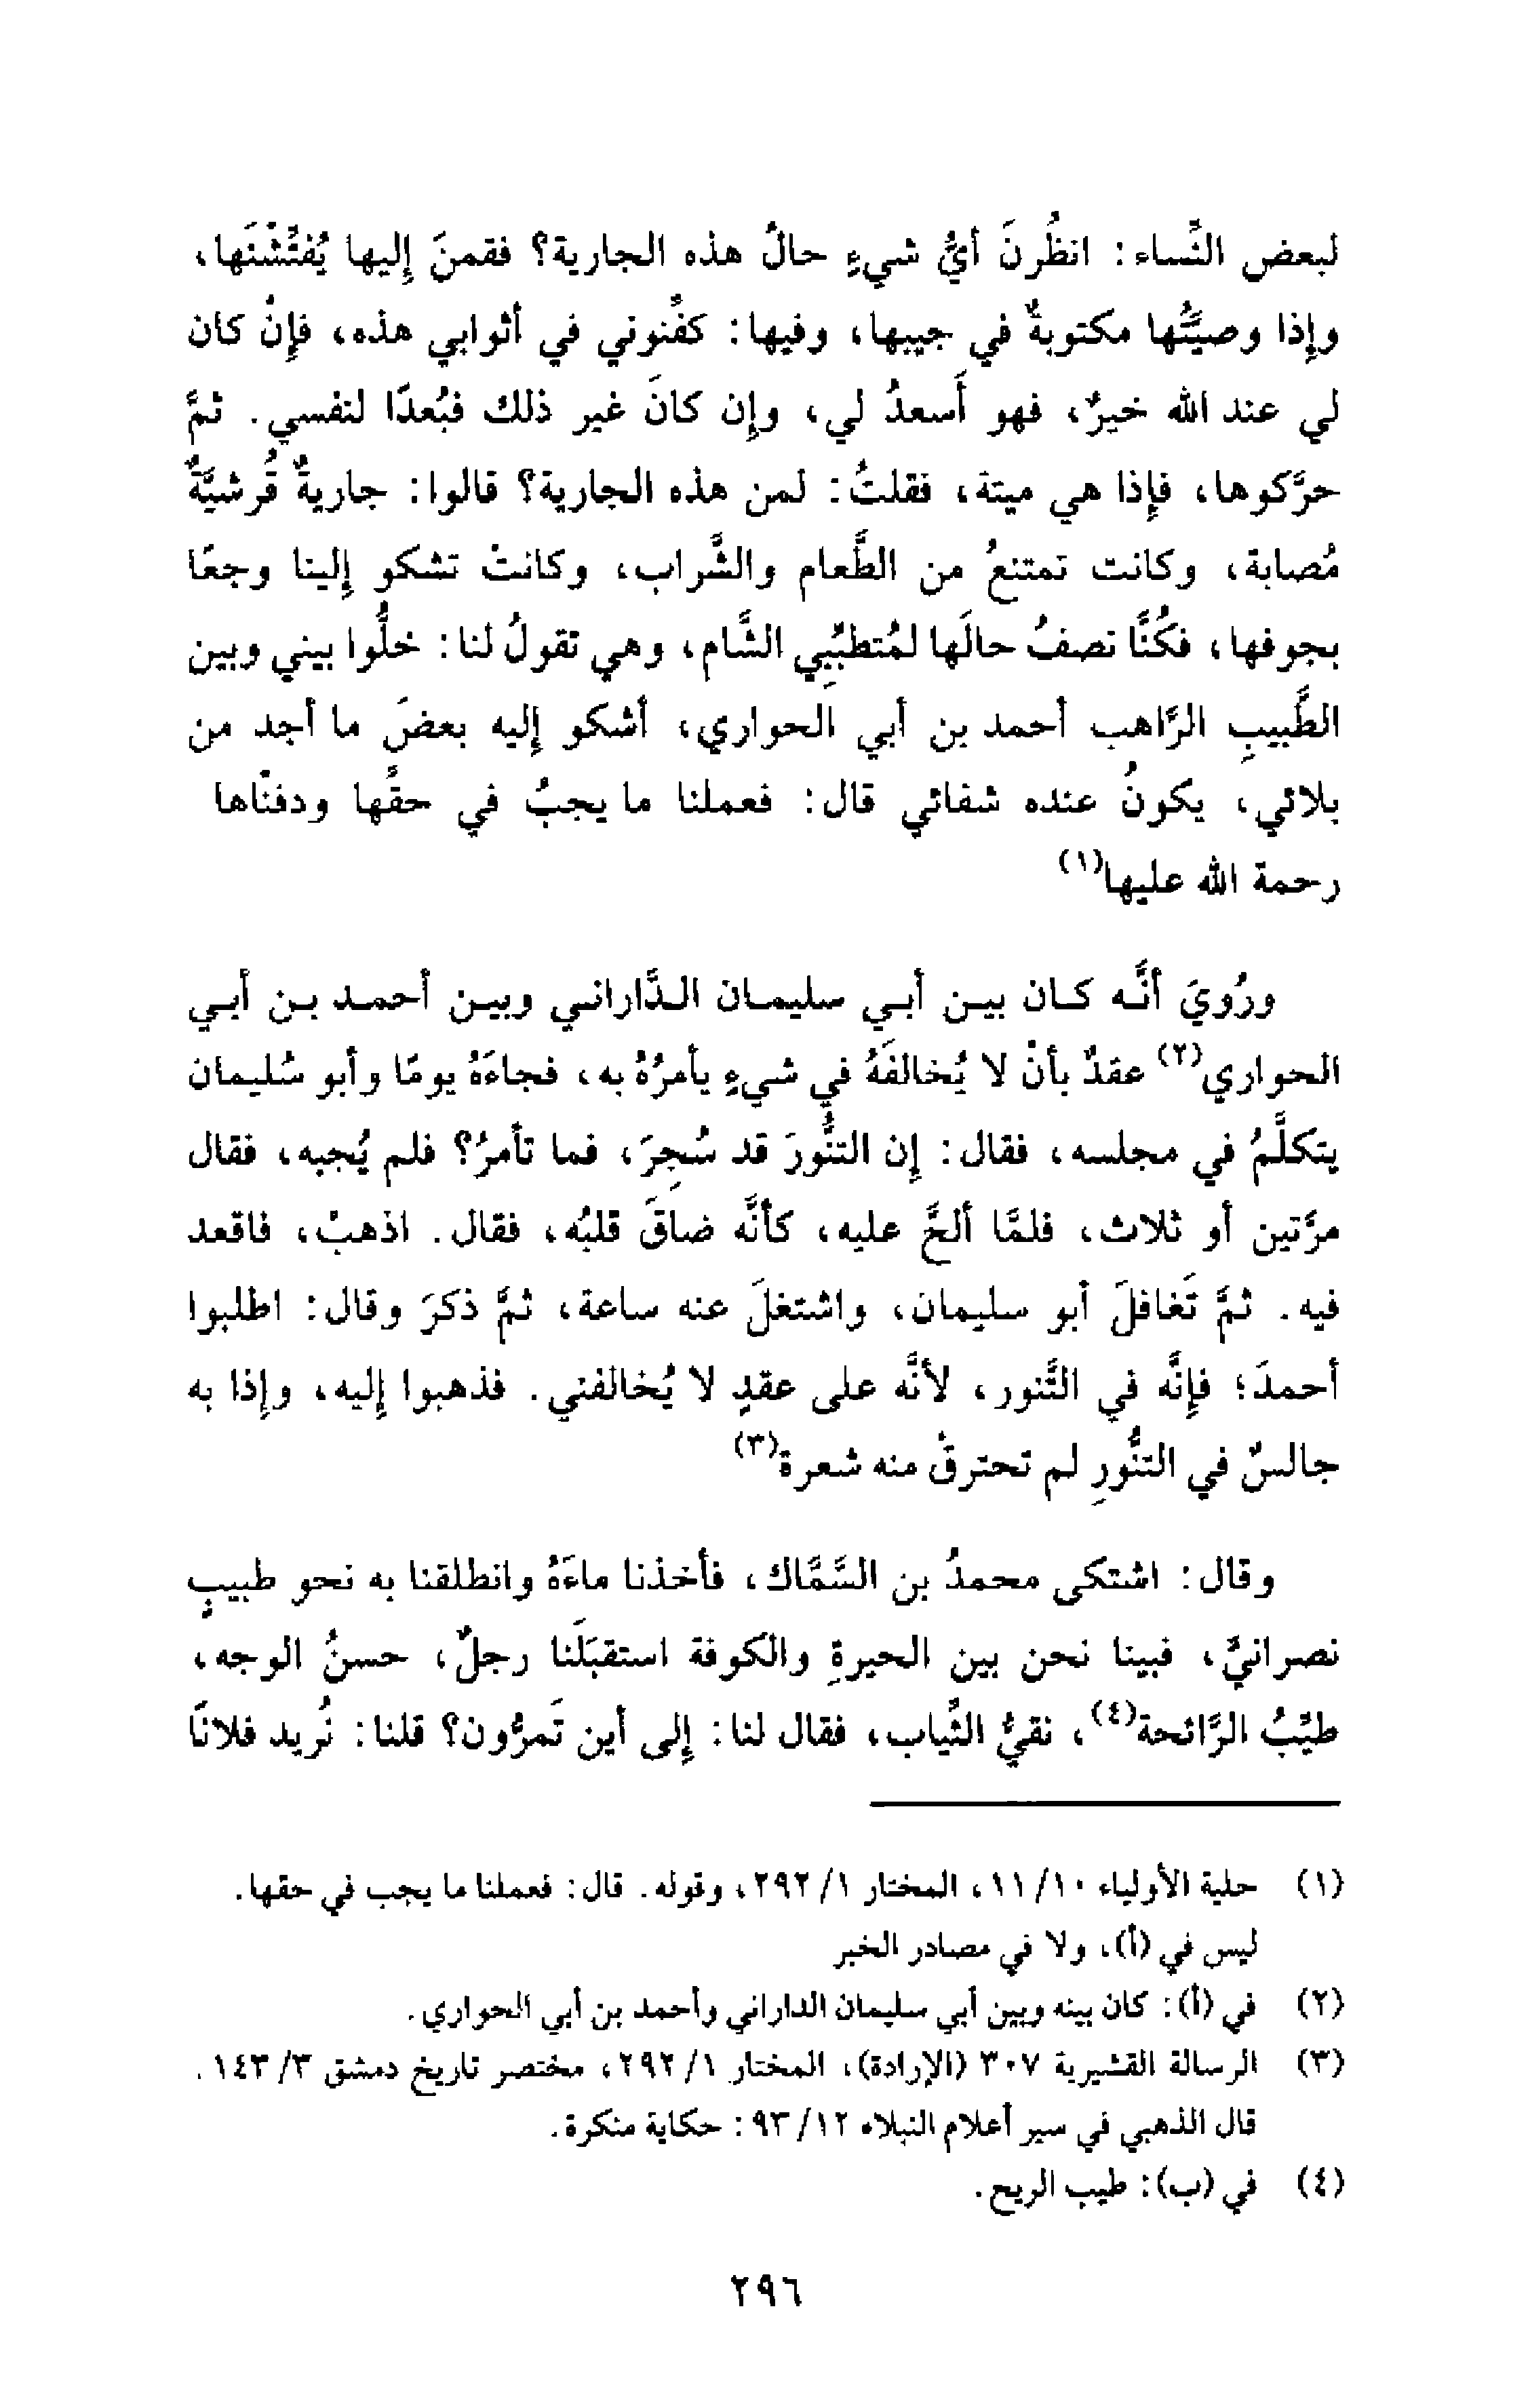 لبعض النِّساء: انظُرنَ أيُّ شيءٍ حالُ هذه الجارية؟ فقمنَ إليها يُفتِّشْنَها،
وإذا وصيَّتُها مكتوبةٌ في جيبها، وفيها: كفِّنوني في أثوابي هذه، فإنْ كان
لي عند الله خيرٌ، فهو أَسعدُ لي، وإن كانَ غير ذلك فبُعدًا لنفسي. ثمَّ
حرَّكوها، فإذا هي ميتة، فقلتُ: لمن هذه الجارية؟ قالوا: جاريةٌ قُرشيَّةٌ
مُصابة، وكانت تمتنعُ من الطَّعام والشَّراب، وكانتْ تشكو إلينا وجعًا
بجوفها، فكُنَّا نصفُ حالَها لمُتطبِّبِي الشَّام، وهي تقولُ لنا: خلُّوا بيني وبين
الطَّبيبِ الرَّاهب أحمد بن أبي الحواري، أشكو إليه بعضَ ما أجد من
بلائي، يكونُ عنده شفائي قال: فعملنا ما يجبُ في حقِّها ودفنَّاها
رحمة الله عليها(١)
ورُويَ أنَّه كان بين أبي سليمان الدَّاراني وبين أحمد بن أبي
الحواري(٢) عقدٌ بأنْ لا يُخالفَهُ في شيءٍ يأمرُهُ به، فجاءَهُ يومًا وأبو سُليمان
يتكلَّمُ في مجلسه، فقال: إن التنُّورَ قد سُجِرَ، فما تأمرُ؟ فلم يُجبه، فقال
مرَّتين أو ثلاث، فلمَّا ألحَّ عليه، كأنَّه ضاقَ قلبُه، فقال. اذهبْ، فاقعد
فيه. ثمَّ تَغافلَ أبو سليمان، واشتغلَ عنه ساعة، ثمَّ ذكرَ وقال: اطلبوا
أحمدَ؛ فإنَّه في التَّنور، لأنَّه على عقدٍ لا يُخالفني. فذهبوا إليه، وإذا به
جالسٌ في التنُّورِ لم تحترقْ منه شعرة(٣)
وقال: اشتكى محمدُ بن السَّمَّاك، فأخذنا ماءَهُ وانطلقنا به نحو طبيبٍ
نصرانيٍّ، فبينا نحن بين الحيرةِ والكوفة استقبَلَنا رجلٌ، حسنُ الوجه،
طيِّبُ الرَّائحة(٤)، نقيُّ الثِّياب، فقال لنا: إلى أين تَمرُّون؟ قلنا: نُريد فلانًا
(١) حلية الأولياء ١٠/ ١١، المختار ١/ ٢٩٢، وقوله. قال: فعملنا ما يجب في حقها.
ليس في (أ)، ولا في مصادر الخبر
(٢) في (أ): كان بينه وبين أبي سليمان الداراني وأحمد بن أبي الحواري.
(٣) الرسالة القشيرية ٣٠٧ (الإرادة)، المختار ١/ ٢٩٢، مختصر تاريخ دمشق ٣/ ١٤٣.
قال الذهبي في سير أعلام النبلاء ١٢/ ٩٣: حكاية منكرة.
(٤) في (ب): طيب الريح.
٢٩٦